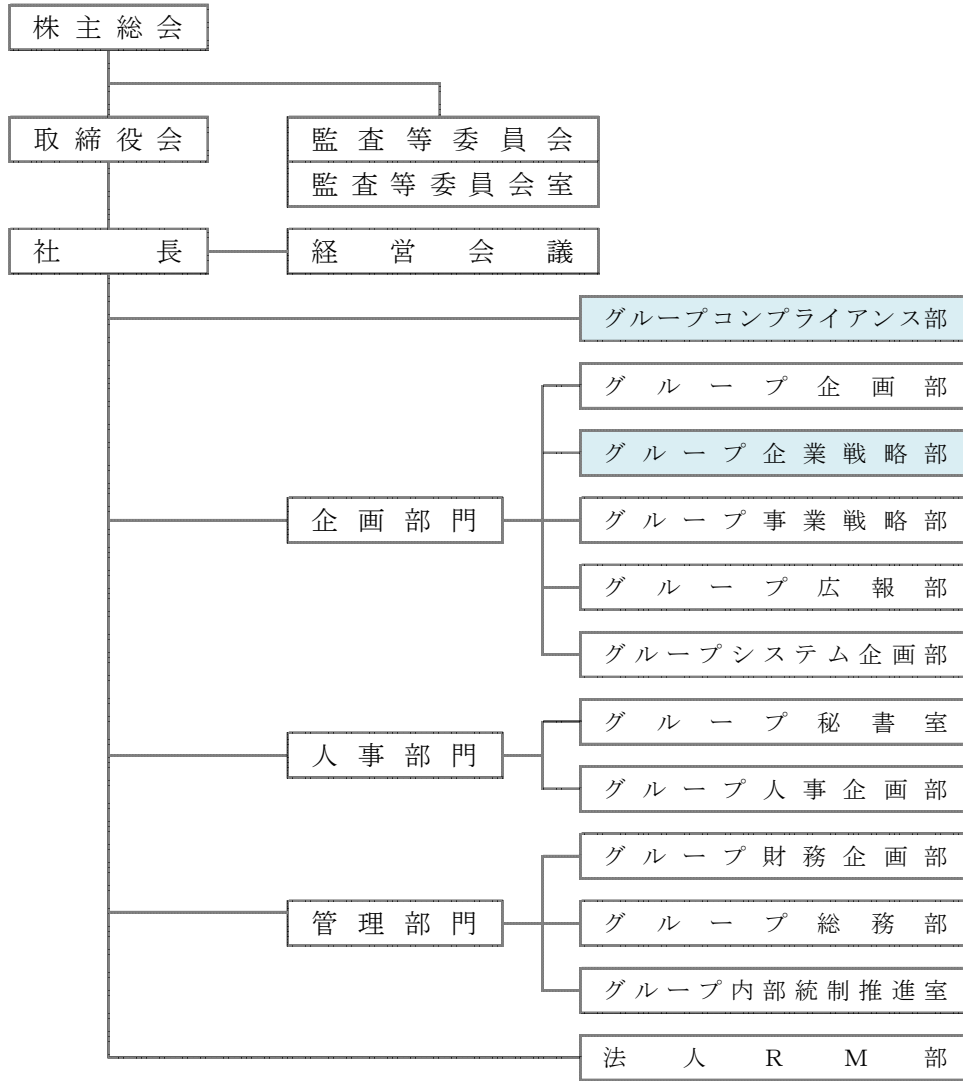 株主総会
取締役会
監査等委員会
監査等委員会室
社長
経営会議
グループコンプライアンス部
グループ企画部
グループ企業戦略部
企画部門
グループ事業戦略部
グループ広報部
グループシステム企画部
グループ秘書室
人事部門
グループ人事企画部
グループ財務企画部
管理部門
グループ総務部
グループ内部統制推進室
法人RM部